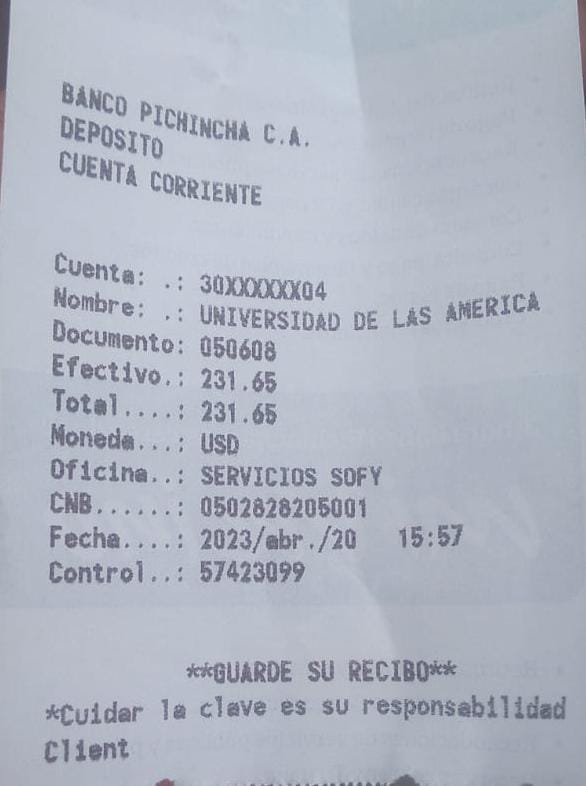 BANCO PICHINCHA C.A.
DEPOSITO
CUENTA CORRIENTE
Cuenta: .: 30XXXXXX04
Nombre: .: UNIVERSIDAD DE LAS AMERICA
Documento: 050608
Efectivo.: 231.65
Total....: 231.65
Moneda...: USD
Oficina..: SERVICIOS SOFY
CNB......: 0502828205001
Fecha....: 2023/abr./20 15:57
Control..: 57423099
**GUARDE SU RECIBO**
*Cuidar la clave es su responsabilidad
Client